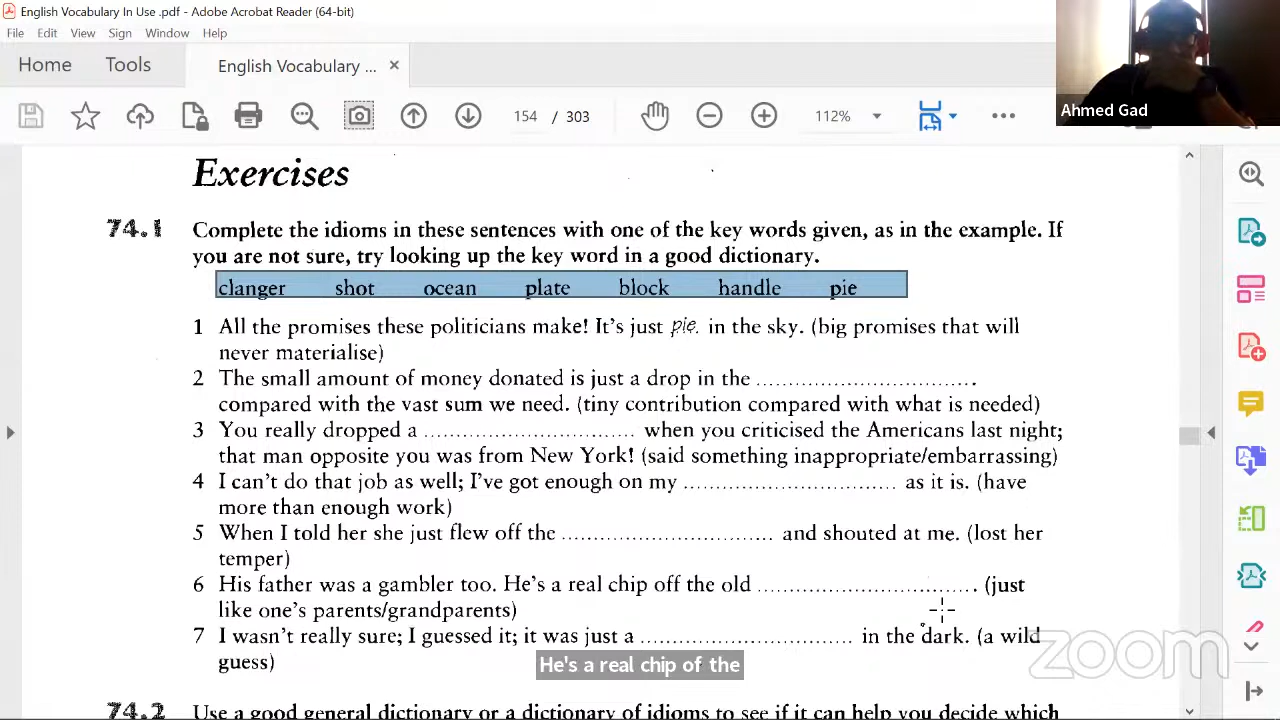 English Vocabulary In Use .pdf - Adobe Acrobat Reader (64-bit)
File Edit View Sign Window Help
Home Tools English Vocabulary ... ×
154 / 303 112%
Ahmed Gad
Exercises
74.1 Complete the idioms in these sentences with one of the key words given, as in the example. If
you are not sure, try looking up the key word in a good dictionary.
clanger shot ocean plate block handle pie
1 All the promises these politicians make! It's just pie. in the sky. (big promises that will
never materialise)
2 The small amount of money donated is just a drop in the ..............................
compared with the vast sum we need. (tiny contribution compared with what is needed)
3 You really dropped a .............................. when you criticised the Americans last night;
that man opposite you was from New York! (said something inappropriate/embarrassing)
4 I can't do that job as well; I've got enough on my .............................. as it is. (have
more than enough work)
5 When I told her she just flew off the .............................. and shouted at me. (lost her
temper)
6 His father was a gambler too. He's a real chip off the old .............................. (just
like one's parents/grandparents)
7 I wasn't really sure; I guessed it; it was just a .............................. in the dark. (a wild
guess)
He's a real chip of the
zoom
74.2 Use a good general dictionary or a dictionary of idioms to see if it can help you decide which